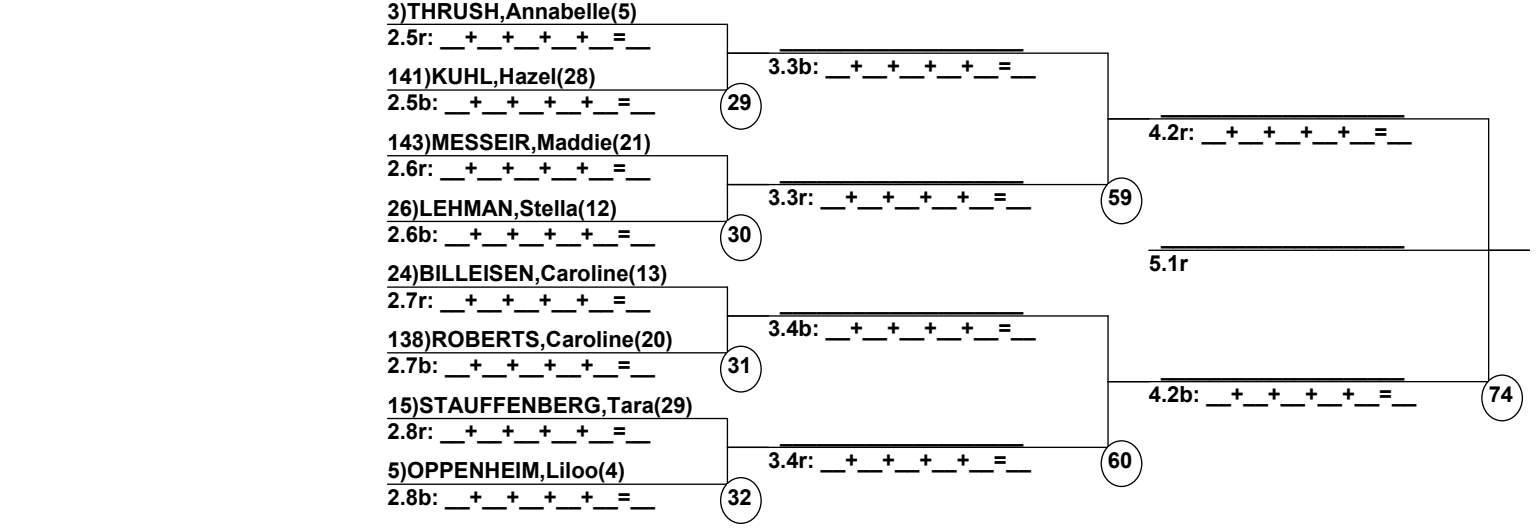 3)THRUSH,Annabelle(5)
2.5r: __+__+__+__+__=__
141)KUHL,Hazel(28)
2.5b: __+__+__+__+__=__
29
143)MESSEIR,Maddie(21)
2.6r: __+__+__+__+__=__
26)LEHMAN,Stella(12)
2.6b: __+__+__+__+__=__
30
24)BILLEISEN,Caroline(13)
2.7r: __+__+__+__+__=__
138)ROBERTS,Caroline(20)
2.7b: __+__+__+__+__=__
31
15)STAUFFENBERG,Tara(29)
2.8r: __+__+__+__+__=__
5)OPPENHEIM,Liloo(4)
2.8b: __+__+__+__+__=__
32
3.3b: __+__+__+__+__=__
3.3r: __+__+__+__+__=__
59
3.4b: __+__+__+__+__=__
3.4r: __+__+__+__+__=__
60
4.2r: __+__+__+__+__=__
5.1r
4.2b: __+__+__+__+__=__
74